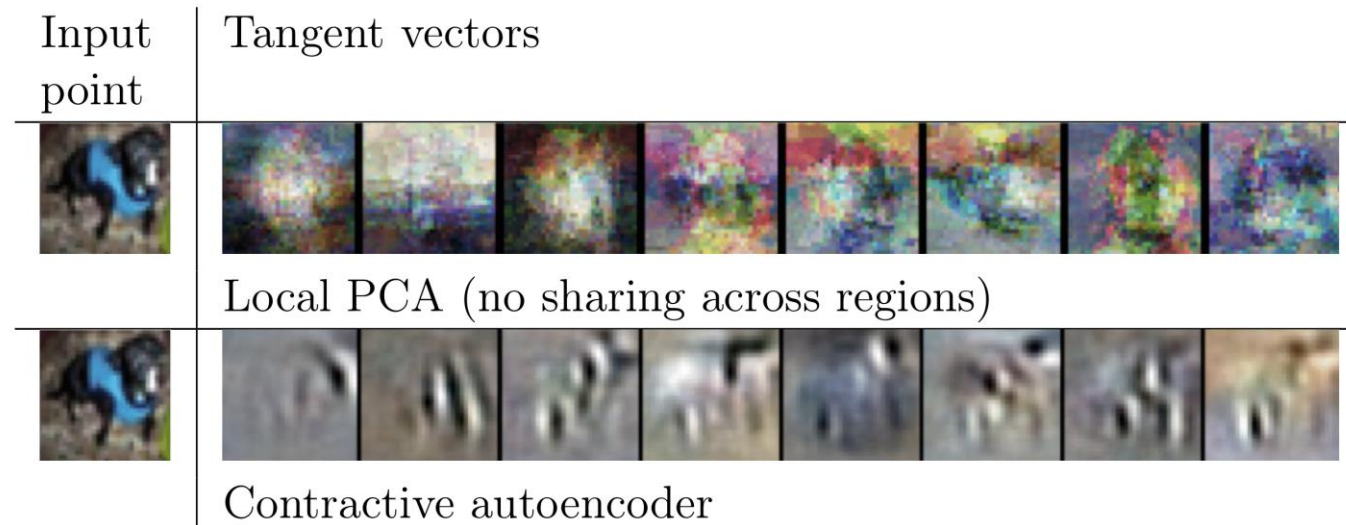 Input point
Tangent vectors
Local PCA (no sharing across regions)
Contractive autoencoder